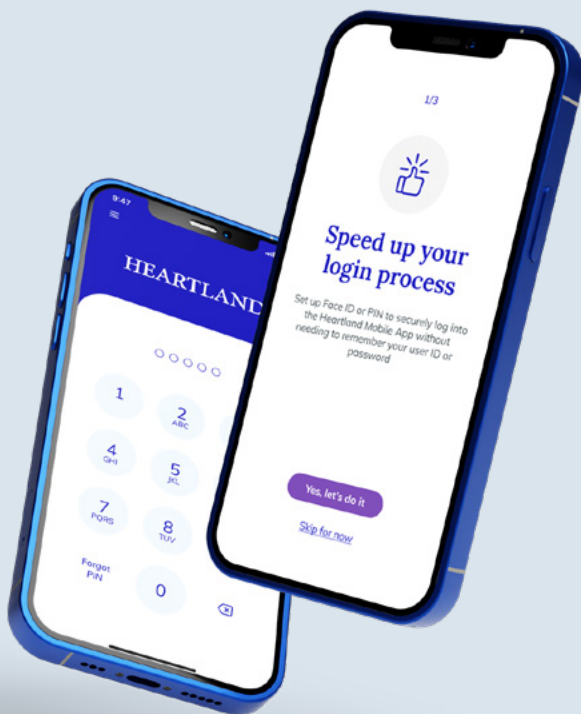 9:47
HEARTLAND
1
2
ABC
4
GHI
5
JKL
7
PQRS
8
TUV
Forgot
PIN
0
1/3
Speed up your
login process
Set up Face ID or PIN to securely log into
the Heartland Mobile App without
needing to remember your user ID or
password
Yes, let's do it
Skip for now